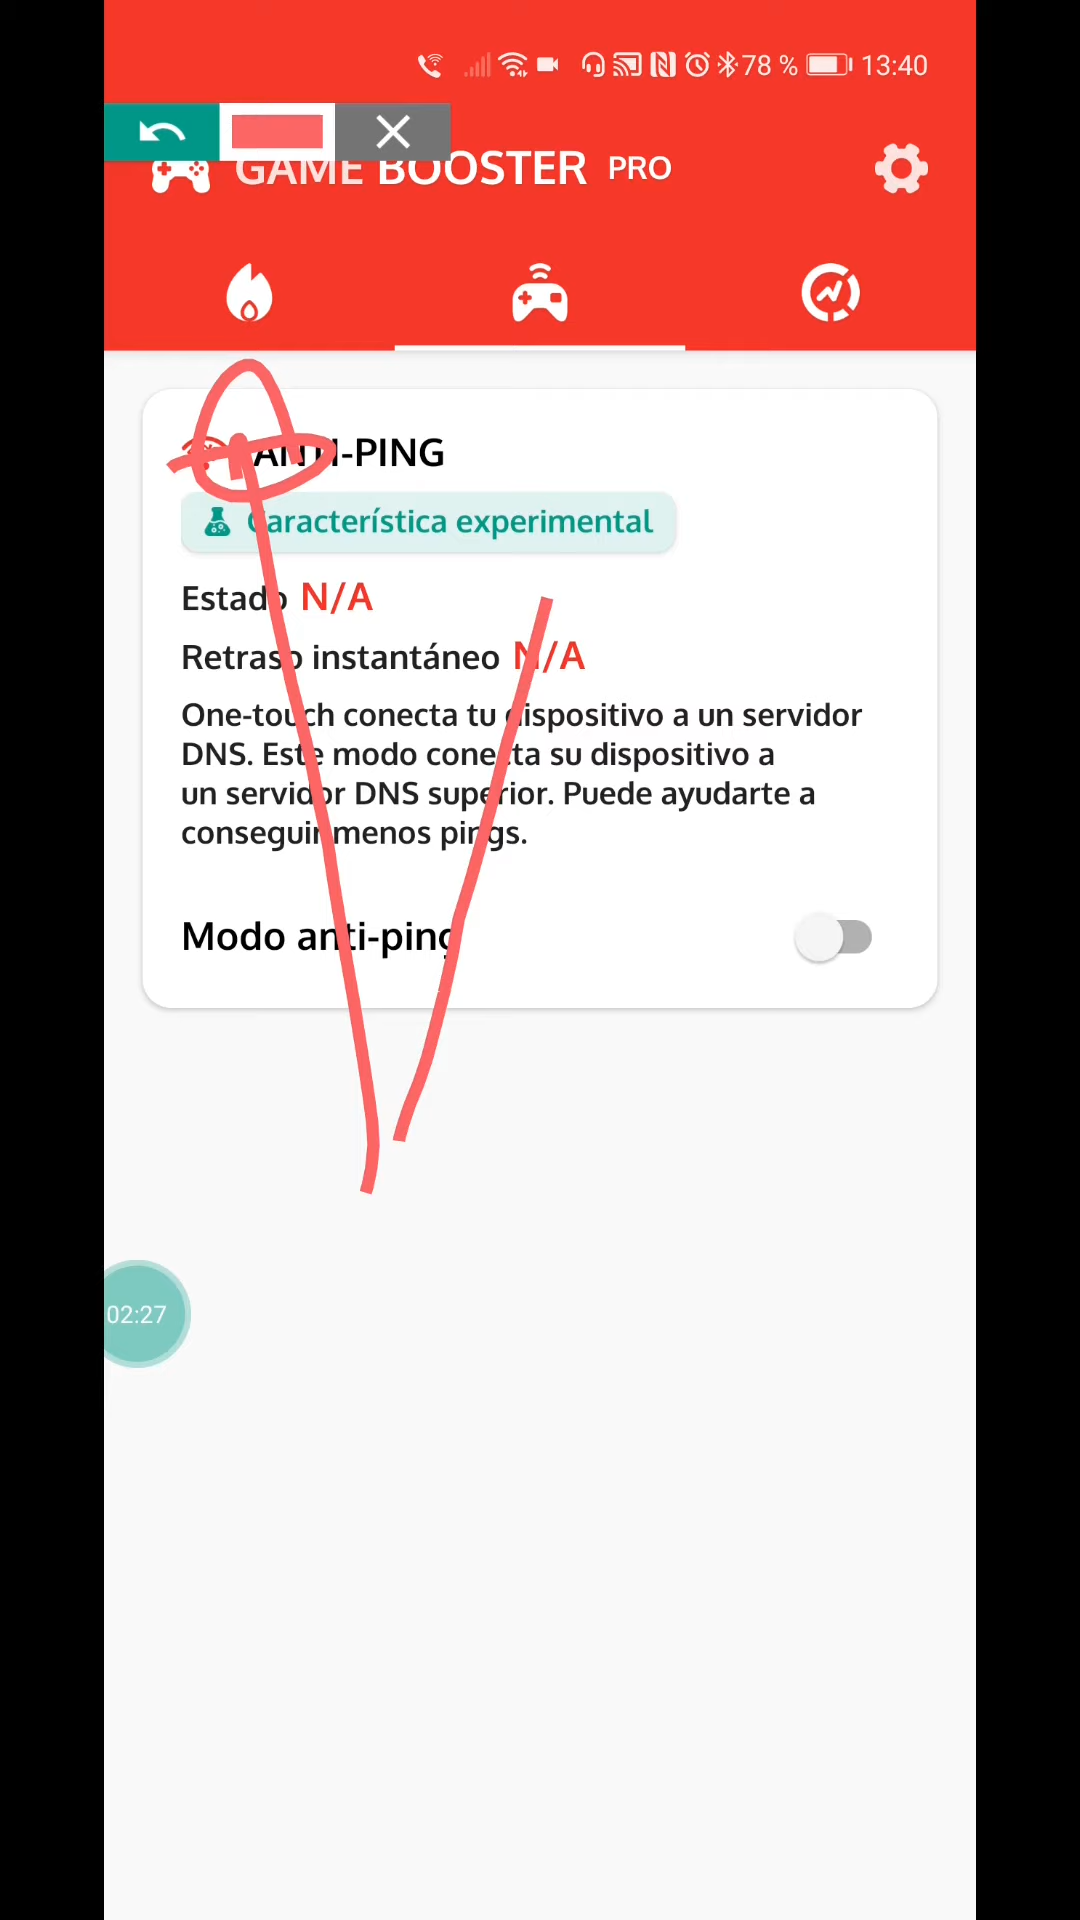 78 % 13:40
GAME BOOSTER PRO
ANTI-PING
Característica experimental
Estado N/A
Retraso instantáneo N/A
One-touch conecta tu dispositivo a un servidor
DNS. Este modo conecta su dispositivo a
un servidor DNS superior. Puede ayudarte a
conseguir menos pings.
Modo anti-ping
02:27